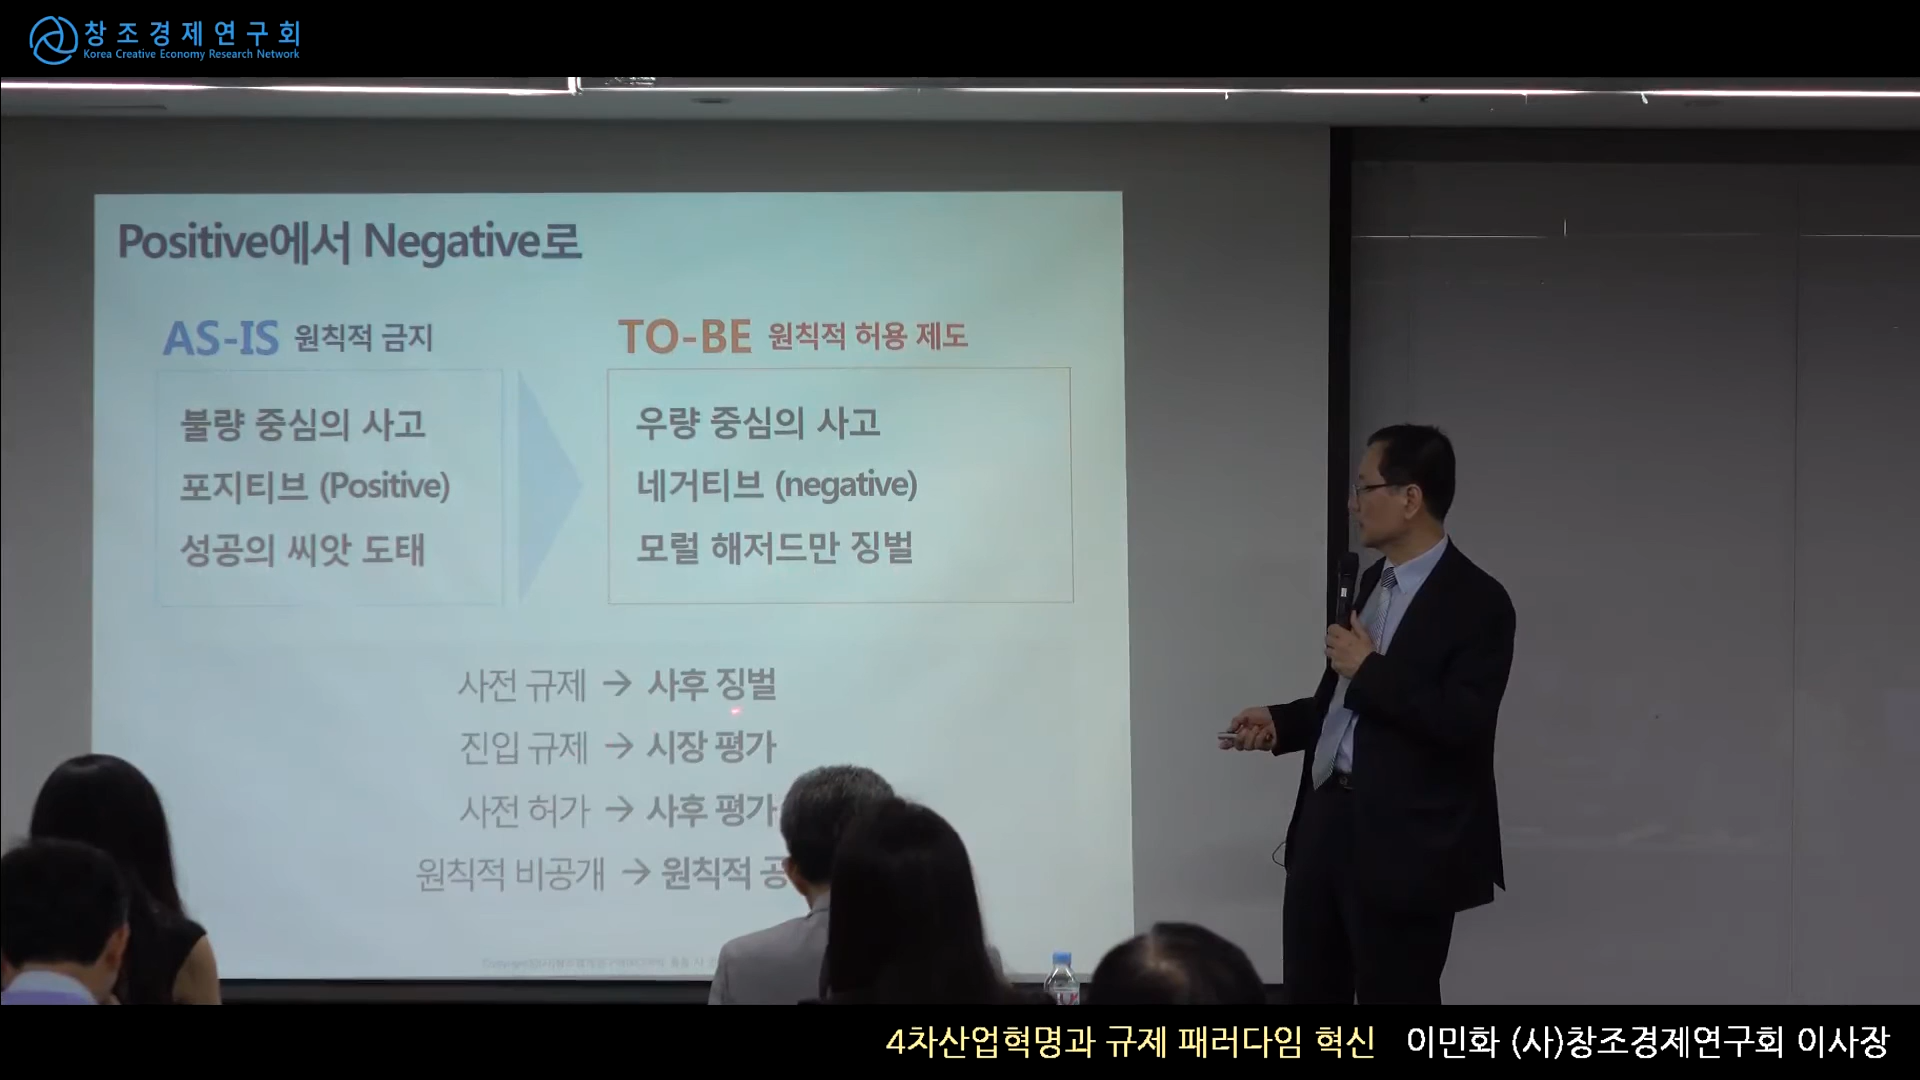 창조경제연구회
Korea Creative Economy Research Network
Positive에서 Negative로
AS-IS 원칙적 금지
불량 중심의 사고
포지티브 (Positive)
성공의 씨앗 도태
TO-BE 원칙적 허용 제도
우량 중심의 사고
네거티브 (negative)
모럴 해저드만 징벌
사전 규제 → 사후 징벌
진입 규제 → 시장 평가
사전 허가 → 사후 평가
원칙적 비공개 → 원칙적 공
4차산업혁명과 규제 패러다임 혁신 이민화 (사)창조경제연구회 이사장